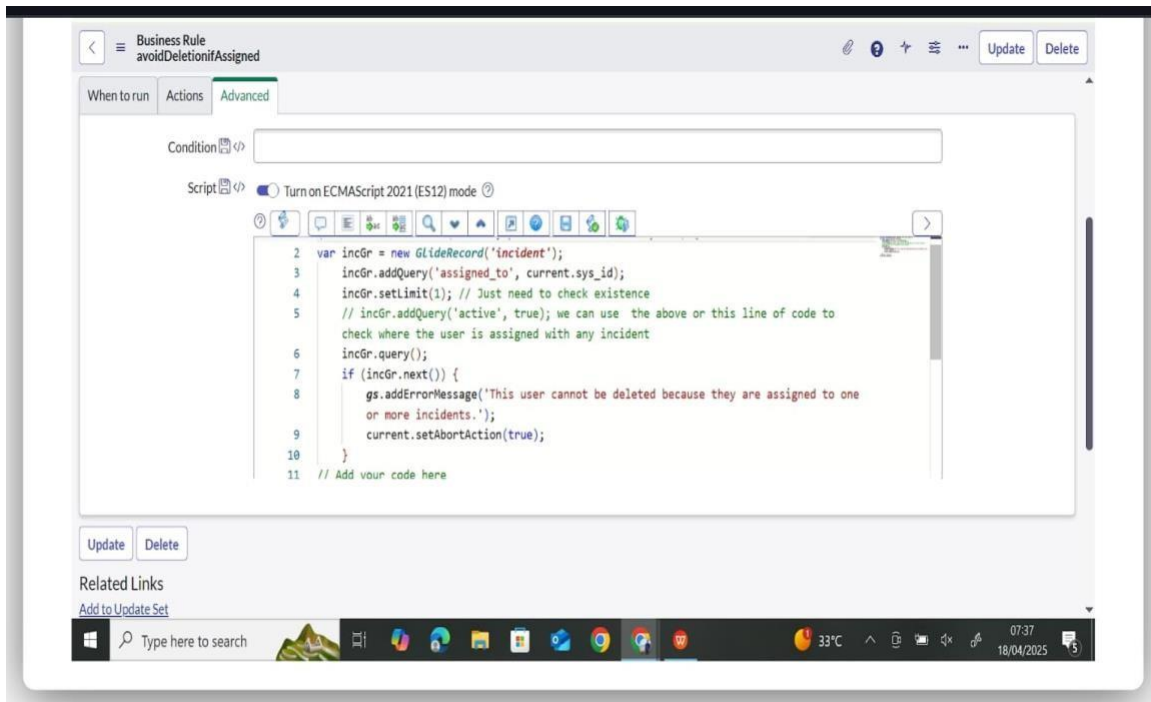 Business Rule
avoidDeletionifAssigned
Update
Delete
When to run
Actions
Advanced
Condition
Script
Turn on ECMAScript 2021 (ES12) mode
2 var incGr = new GlideRecord('incident');
3 incGr.addQuery('assigned_to', current.sys_id);
4 incGr.setLimit(1); // Just need to check existence
5 // incGr.addQuery('active', true); we can use the above or this line of code to
check where the user is assigned with any incident
6 incGr.query();
7 if (incGr.next()) {
8 gs.addErrorMessage('This user cannot be deleted because they are assigned to one
or more incidents.');
9 current.setAbortAction(true);
10 }
11 // Add your code here
Update
Delete
Related Links
Add to Update Set
Type here to search
33°C
07:37
18/04/2025
5